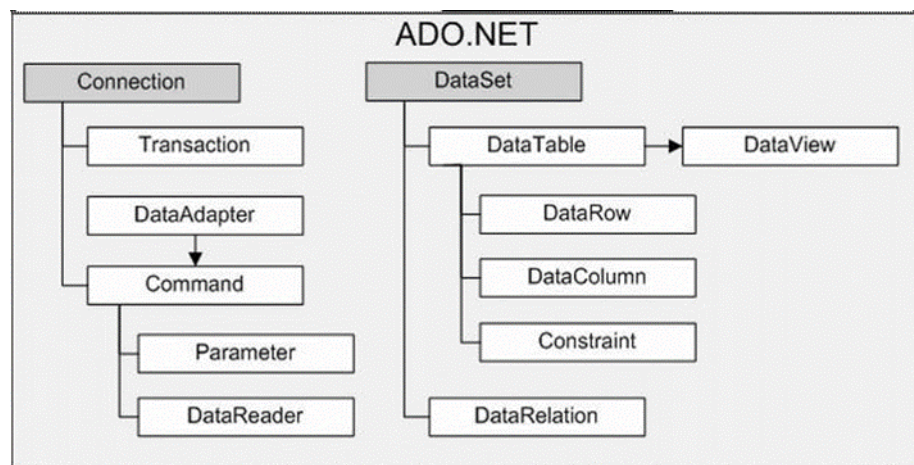 ADO.NET
Connection
Transaction
DataAdapter
Command
Parameter
DataReader
DataSet
DataTable
DataView
DataRow
DataColumn
Constraint
DataRelation